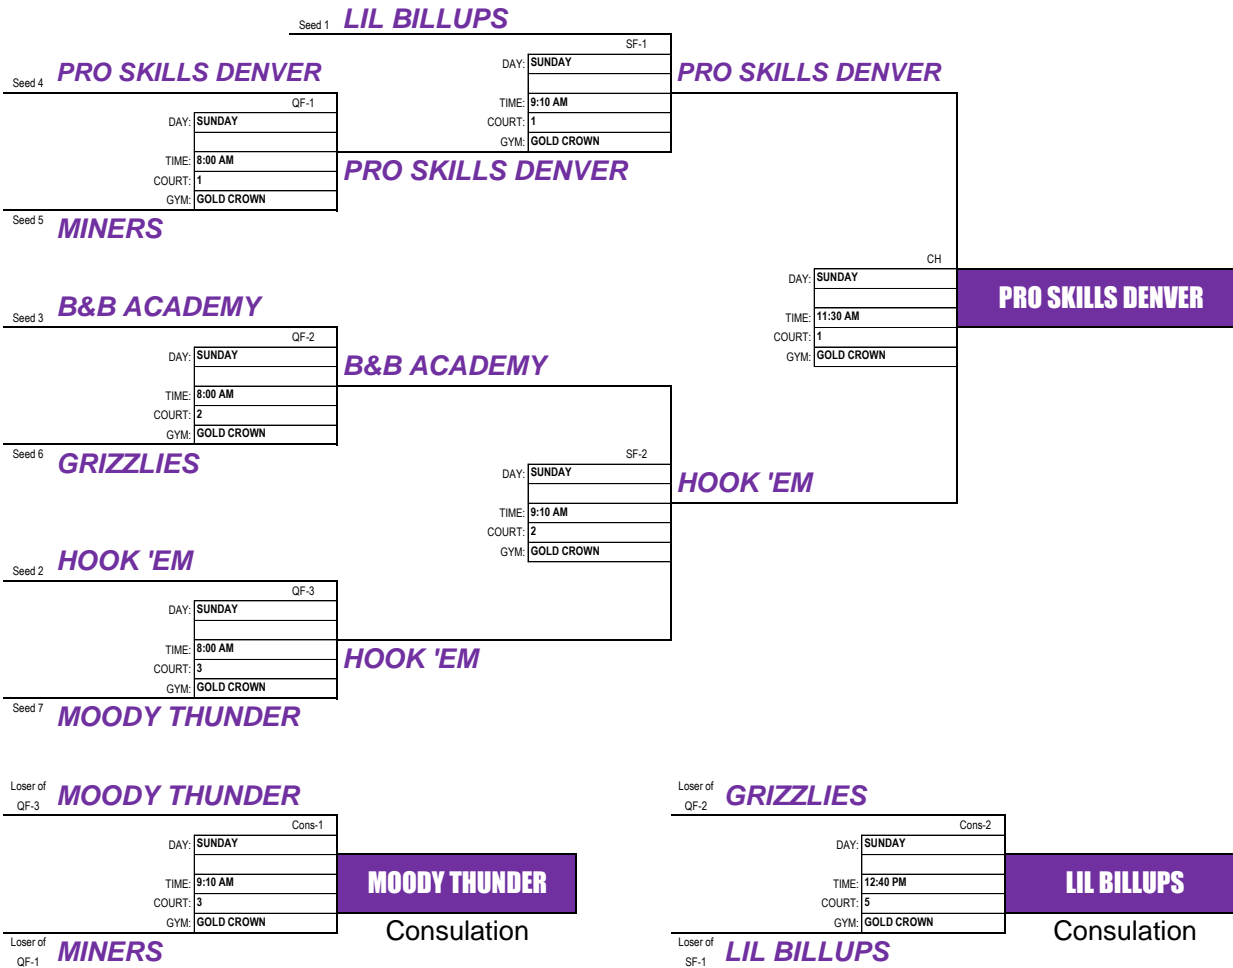 Seed 1 LIL BILLUPS
SF-1
DAY: SUNDAY
TIME: 9:10 AM
COURT: 1
GYM: GOLD CROWN
Seed 4 PRO SKILLS DENVER
QF-1
DAY: SUNDAY
TIME: 8:00 AM
COURT: 1
GYM: GOLD CROWN
Seed 5 MINERS
PRO SKILLS DENVER
PRO SKILLS DENVER
CH
DAY: SUNDAY
TIME: 11:30 AM
COURT: 1
GYM: GOLD CROWN
PRO SKILLS DENVER
Seed 3 B&B ACADEMY
QF-2
DAY: SUNDAY
TIME: 8:00 AM
COURT: 2
GYM: GOLD CROWN
Seed 6 GRIZZLIES
B&B ACADEMY
SF-2
DAY: SUNDAY
TIME: 9:10 AM
COURT: 2
GYM: GOLD CROWN
HOOK 'EM
Seed 2 HOOK 'EM
QF-3
DAY: SUNDAY
TIME: 8:00 AM
COURT: 3
GYM: GOLD CROWN
Seed 7 MOODY THUNDER
HOOK 'EM
Loser of
QF-3 MOODY THUNDER
Cons-1
DAY: SUNDAY
TIME: 9:10 AM
COURT: 3
GYM: GOLD CROWN
Loser of
QF-1 MINERS
MOODY THUNDER
Consulation
Loser of
QF-2 GRIZZLIES
Cons-2
DAY: SUNDAY
TIME: 12:40 PM
COURT: 5
GYM: GOLD CROWN
Loser of
SF-1 LIL BILLUPS
LIL BILLUPS
Consulation